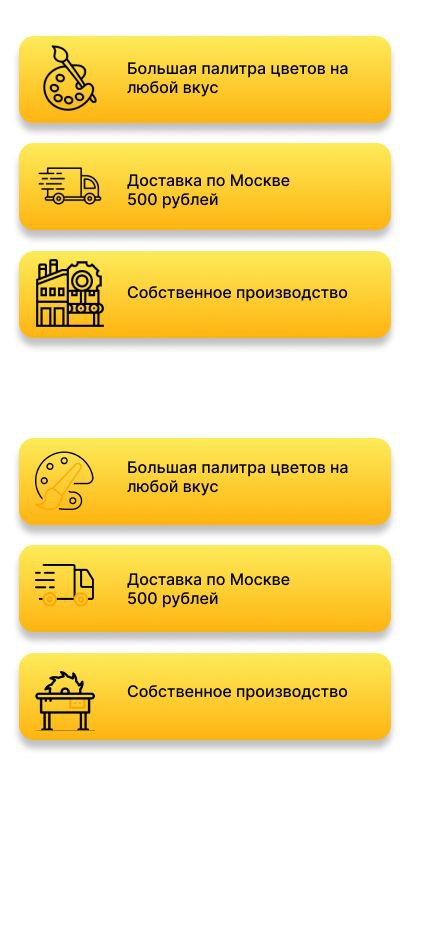 Большая палитра цветов на
любой вкус
Доставка по Москве
500 рублей
Собственное производство
Большая палитра цветов на
любой вкус
Доставка по Москве
500 рублей
Собственное производство